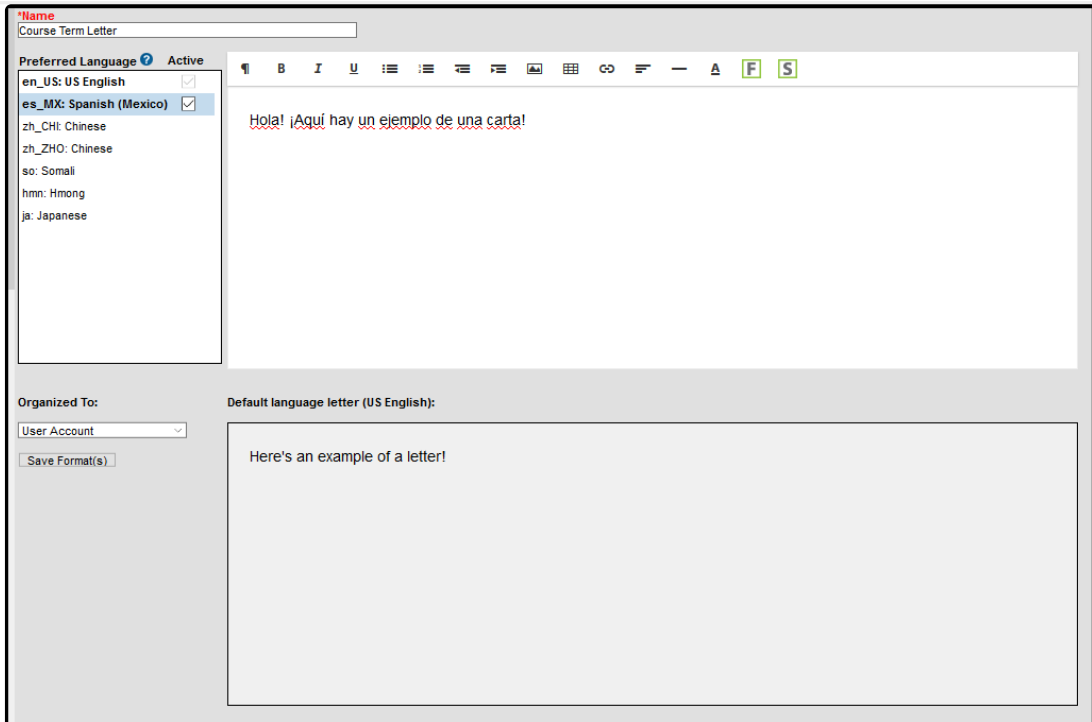 *Name
Course Term Letter
Preferred Language ? Active
en_US: US English
es_MX: Spanish (Mexico)
zh_CHI: Chinese
zh_ZHO: Chinese
so: Somali
hmn: Hmong
ja: Japanese
¶ B I U A F S
Hola! ¡Aquí hay un ejemplo de una carta!
Organized To:
User Account
Save Format(s)
Default language letter (US English):
Here's an example of a letter!